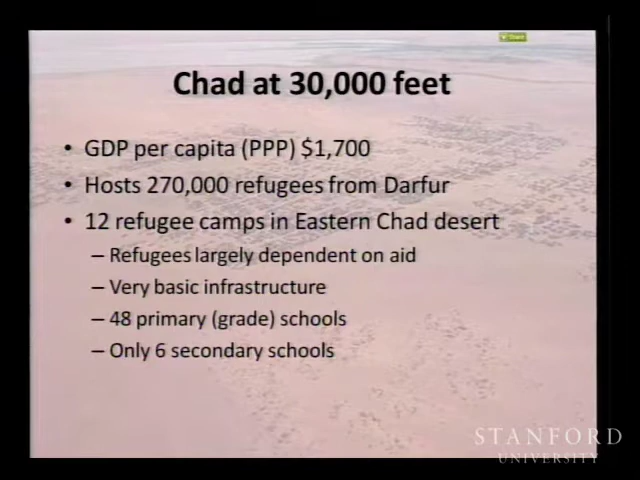 Chad at 30,000 feet
• GDP per capita (PPP) $1,700
• Hosts 270,000 refugees from Darfur
• 12 refugee camps in Eastern Chad desert
– Refugees largely dependent on aid
– Very basic infrastructure
– 48 primary (grade) schools
– Only 6 secondary schools
STANFORD
UNIVERSITY